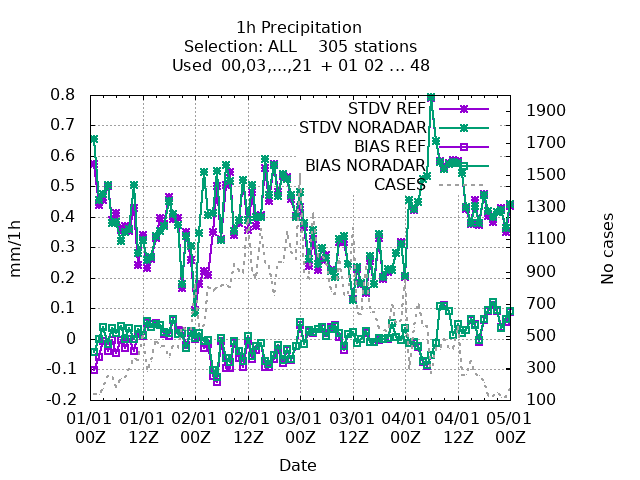 1h Precipitation
Selection: ALL    305 stations
Used  00,03,...,21 + 01 02 ... 48
STDV REF
STDV NORADAR
BIAS REF
BIAS NORADAR
CASES
0.8
0.7
0.6
0.5
0.4
0.3
0.2
0.1
0
-0.1
-0.2
mm/1h
1900
1700
1500
1300
1100
900
700
500
300
100
No cases
01/01 01/01 02/01 02/01 03/01 03/01 04/01 04/01 05/01
00Z 12Z 00Z 12Z 00Z 12Z 00Z 12Z 00Z
Date